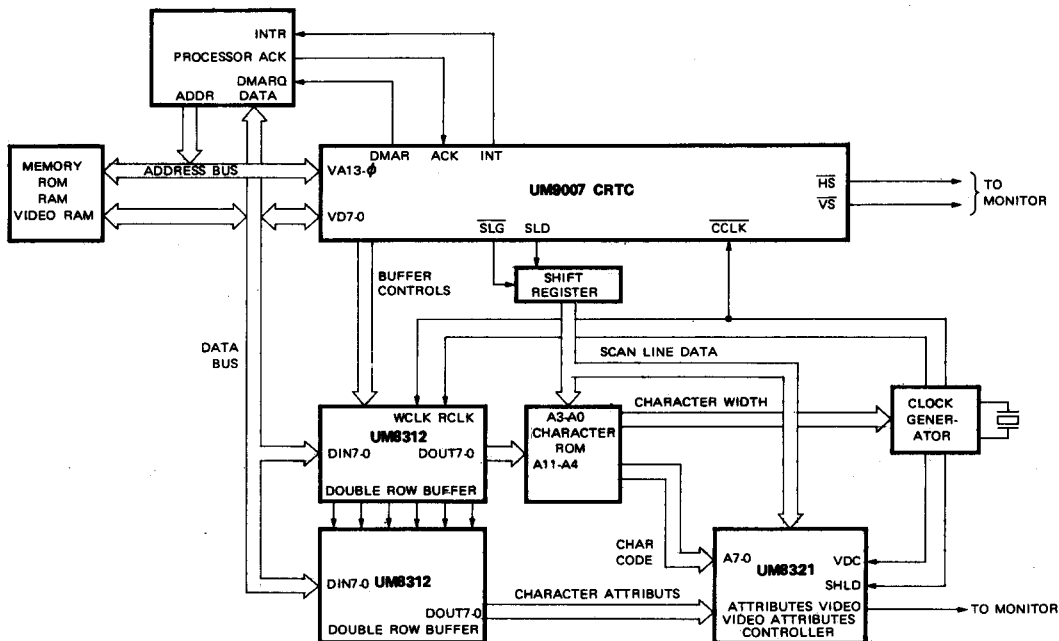 INTR
PROCESSOR ACK
DMARQ
ADDR DATA
MEMORY
ROM
RAM
VIDEO RAM
ADDRESS BUS
DMAR ACK INT
VA13-ϕ
UM9007 CRTC
VD7-0
SLG SLD
CCLK
HS
VS
TO
MONITOR
BUFFER
CONTROLS
SHIFT
REGISTER
DATA
BUS
SCAN LINE DATA
WCLK RCLK
UM8312
DIN7-0
DOUT7-0
DOUBLE ROW BUFFER
A3-A0
CHARACTER
ROM
A11-A4
CHARACTER WIDTH
CLOCK
GENER-
ATOR
DIN7-0
UM8312
DOUT7-0
DOUBLE ROW BUFFER
CHAR
CODE
CHARACTER ATTRIBUTS
A7-0
VDC
UM8321
SHLD
ATTRIBUTES VIDEO
VIDEO ATTRIBUTES
CONTROLLER
TO MONITOR